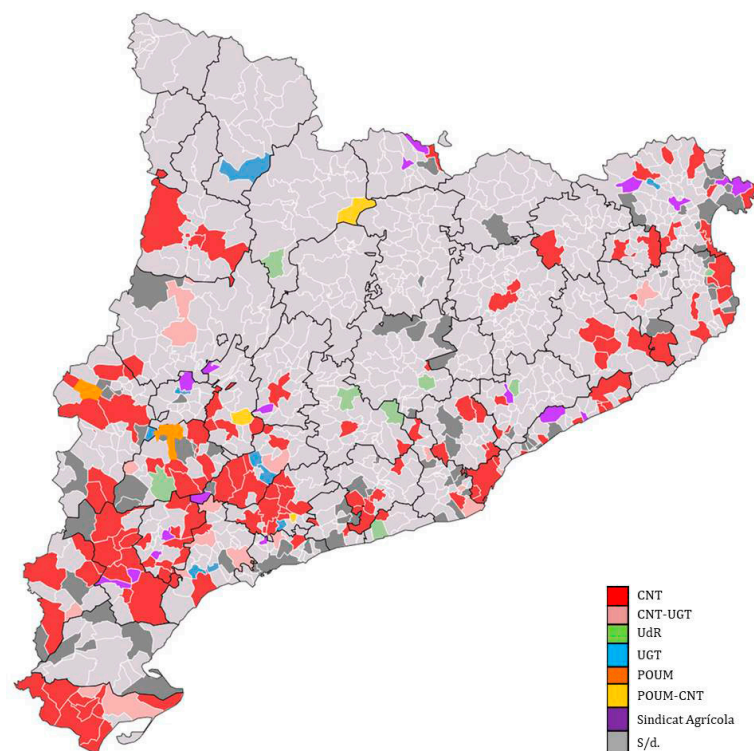 CNT
CNT-UGT
UdR
UGT
POUM
POUM-CNT
Sindicat Agrícola
S/d.